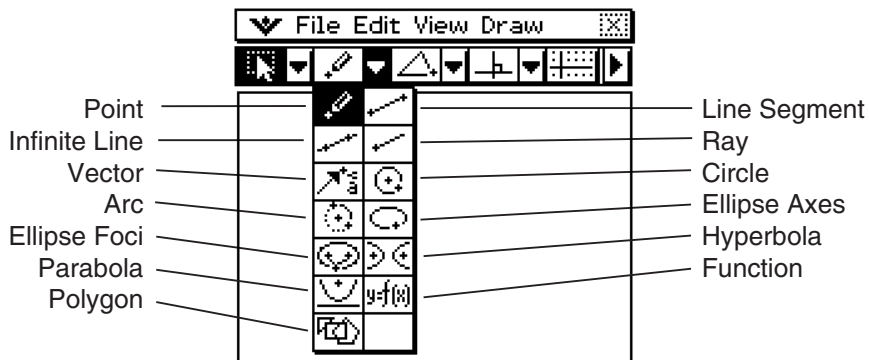 File Edit View Draw
Point
Line Segment
Infinite Line
Ray
Vector
Circle
Arc
Ellipse Axes
Ellipse Foci
Hyperbola
Parabola
Function
Polygon
y=f(x)